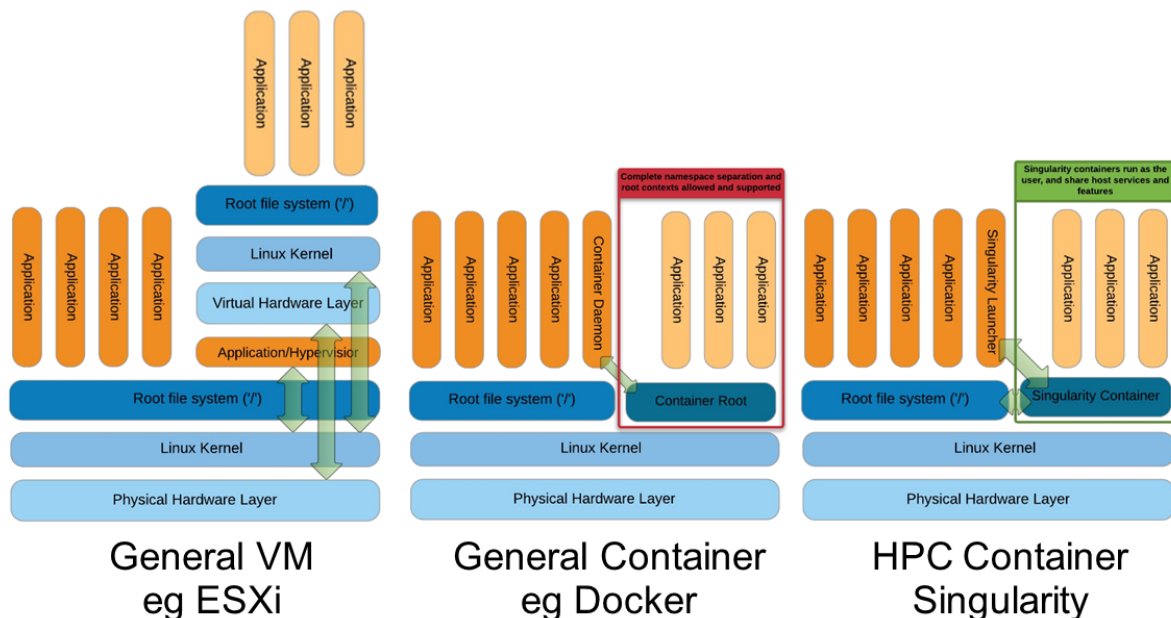 Application
Application
Application
Root file system ('/')
Linux Kernel
Virtual Hardware Layer
Application/Hypervisior
Application
Application
Application
Application
Root file system ('/')
Linux Kernel
Physical Hardware Layer
General VM
eg ESXi
Complete namespace separation and
root contexts allowed and supported
Application
Application
Application
Application
Application
Container Daemon
Application
Application
Application
Root file system ('/')
Container Root
Linux Kernel
Physical Hardware Layer
General Container
eg Docker
Singularity containers run as the
user, and share host services and
features
Application
Application
Application
Application
Singularity Launcher
Application
Application
Application
Root file system ('/')
Singularity Container
Linux Kernel
Physical Hardware Layer
HPC Container
Singularity